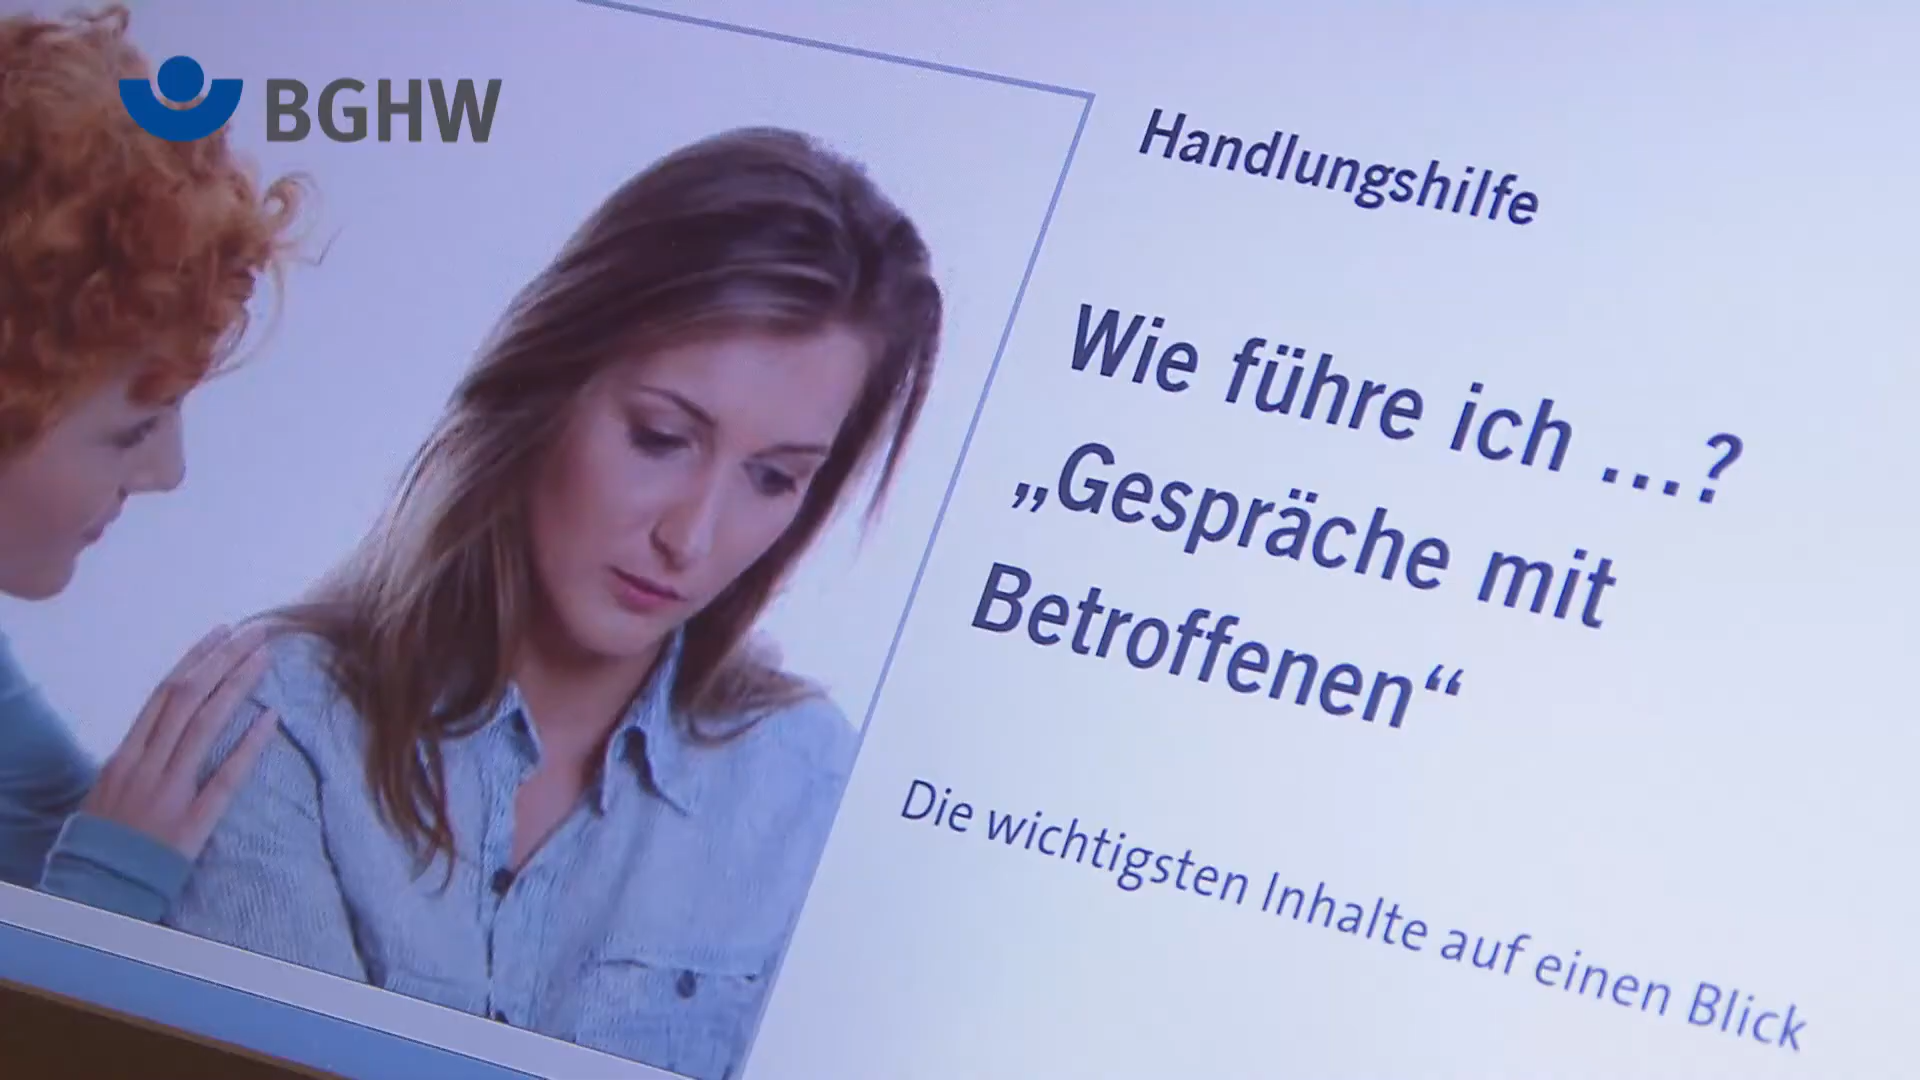 BGHW
Handlungshilfe
Wie führe ich ...?
„Gespräche mit
Betroffenen“
Die wichtigsten Inhalte auf einen Blick